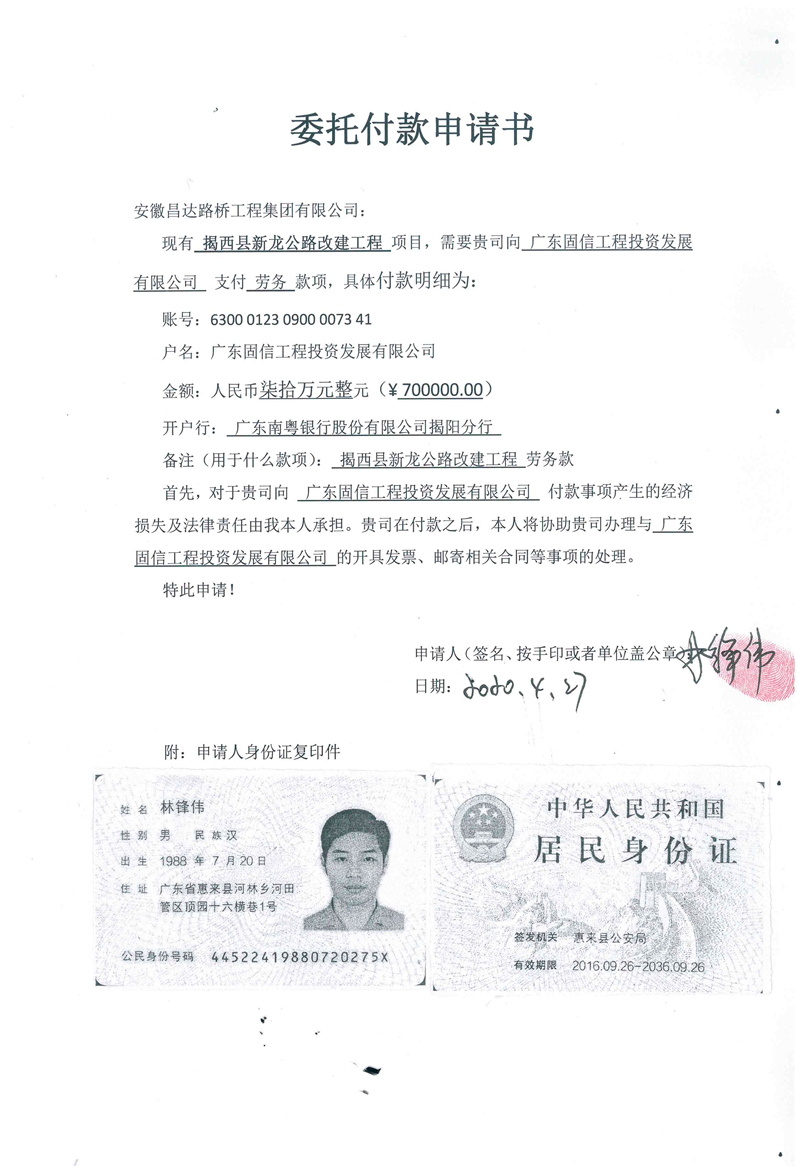 委托付款申请书
安徽昌达路桥工程集团有限公司：
现有 揭西县新龙公路改建工程 项目，需要贵司向 广东固信工程投资发展
有限公司 支付 劳务 款项，具体付款明细为：
账号：6300 0123 0900 0073 41
户名：广东固信工程投资发展有限公司
金额：人民币柒拾万元整元（¥ 700000.00）
开户行： 广东南粤银行股份有限公司揭阳分行
备注（用于什么款项）： 揭西县新龙公路改建工程 劳务款
首先，对于贵司向 广东固信工程投资发展有限公司 付款事项产生的经济
损失及法律责任由我本人承担。贵司在付款之后，本人将协助贵司办理与 广东
固信工程投资发展有限公司 的开具发票、邮寄相关合同等事项的处理。
特此申请！
申请人（签名、按手印或者单位盖公章）：林锋伟
日期：2020.4.27
附：申请人身份证复印件
姓名 林锋伟
性别 男 民族 汉
出生 1988 年 7 月 20 日
住址 广东省惠来县河林乡河田
管区顶园十六横巷1号
公民身份号码 44522419880720275X
中华人民共和国
居民身份证
签发机关 惠来县公安局
有效期限 2016.09.26-2036.09.26